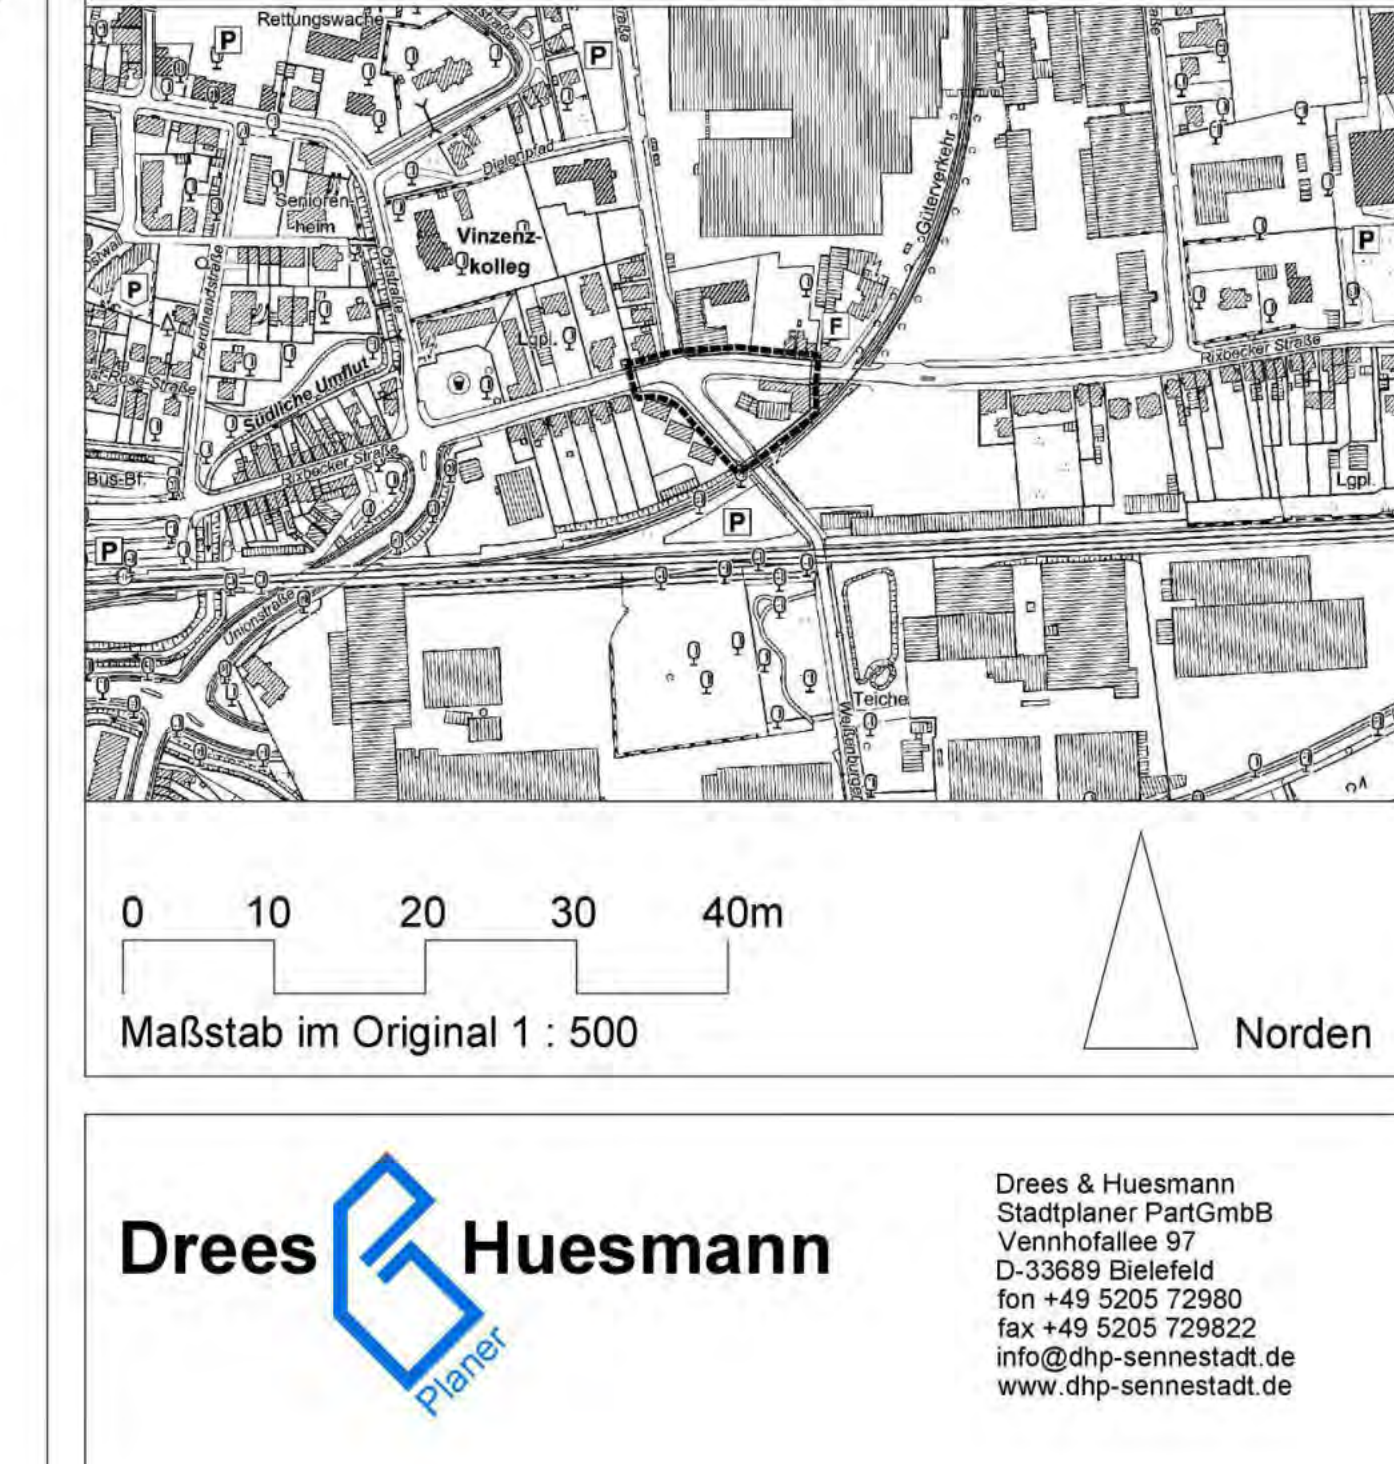 Rettungswache
P
P
Dielenpfad
Güterverkehr
Senioren-
heim
Vinzenz-
kolleg
P
P
Oststraße
Ferdinandstraße
Lgpl.
F
Rixbecker Straße
Südliche Umflut
Rixbecker Straße
Bus-Bf.
Lgpl.
P
P
Unionstraße
Teiche
Weißenburger
0 10 20 30 40m
Maßstab im Original 1 : 500
Norden
Drees Huesmann
Planer
Drees & Huesmann
Stadtplaner PartGmbB
Vennhofallee 97
D-33689 Bielefeld
fon +49 5205 72980
fax +49 5205 729822
info@dhp-sennestadt.de
www.dhp-sennestadt.de